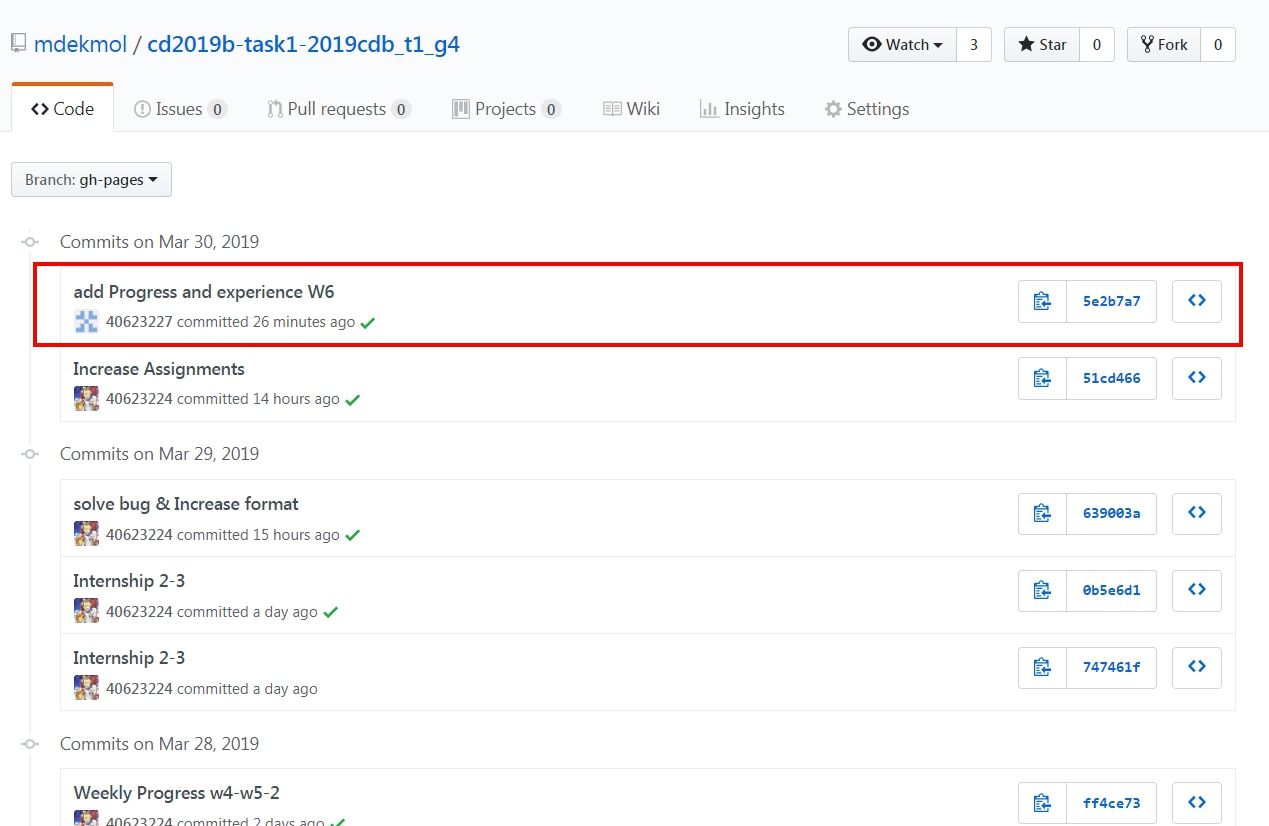 mdekmol / cd2019b-task1-2019cdb_t1_g4
Watch 3 Star 0 Fork 0
Code Issues 0 Pull requests 0 Projects 0 Wiki Insights Settings
Branch: gh-pages
Commits on Mar 30, 2019
add Progress and experience W6
40623227 committed 26 minutes ago
5e2b7a7
Increase Assignments
40623224 committed 14 hours ago
51cd466
Commits on Mar 29, 2019
solve bug & Increase format
40623224 committed 15 hours ago
639003a
Internship 2-3
40623224 committed a day ago
0b5e6d1
Internship 2-3
40623224 committed a day ago
747461f
Commits on Mar 28, 2019
Weekly Progress w4-w5-2
40623224 committed 2 days ago
ff4ce73